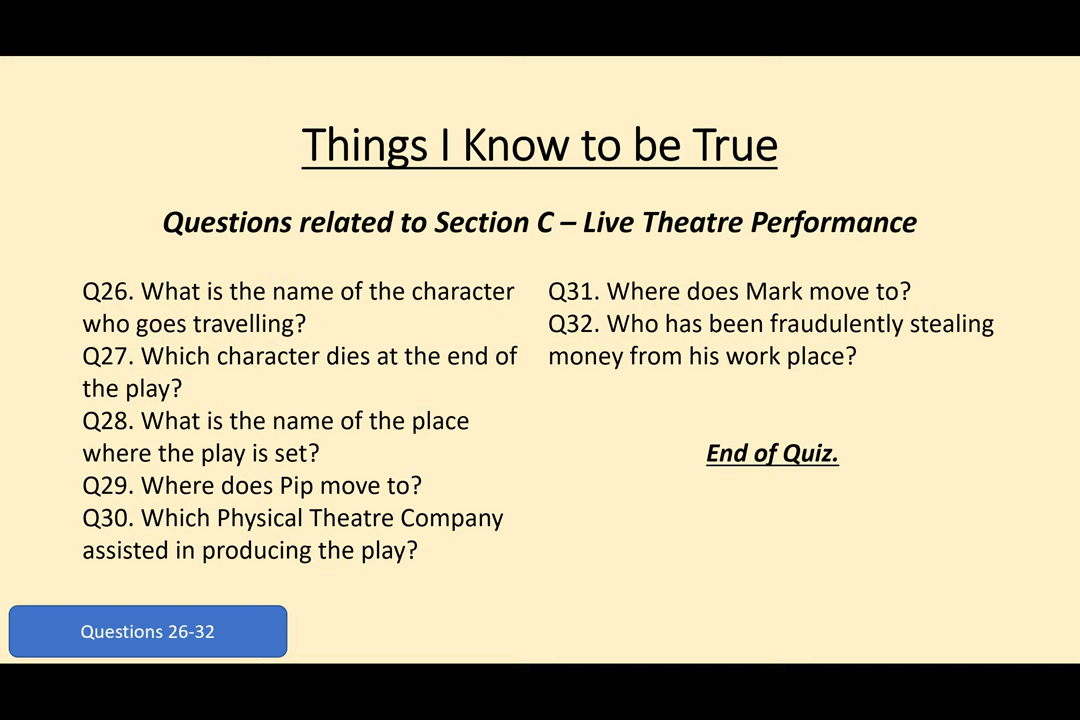 Things I Know to be True
Questions related to Section C – Live Theatre Performance
Q26. What is the name of the character
who goes travelling?
Q27. Which character dies at the end of
the play?
Q28. What is the name of the place
where the play is set?
Q29. Where does Pip move to?
Q30. Which Physical Theatre Company
assisted in producing the play?
Q31. Where does Mark move to?
Q32. Who has been fraudulently stealing
money from his work place?
End of Quiz.
Questions 26-32